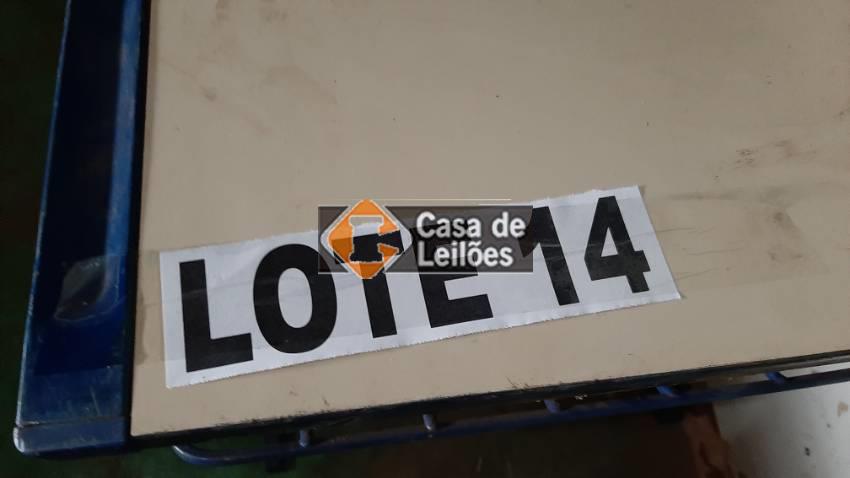 LOTE 14
Casa de
Leilões